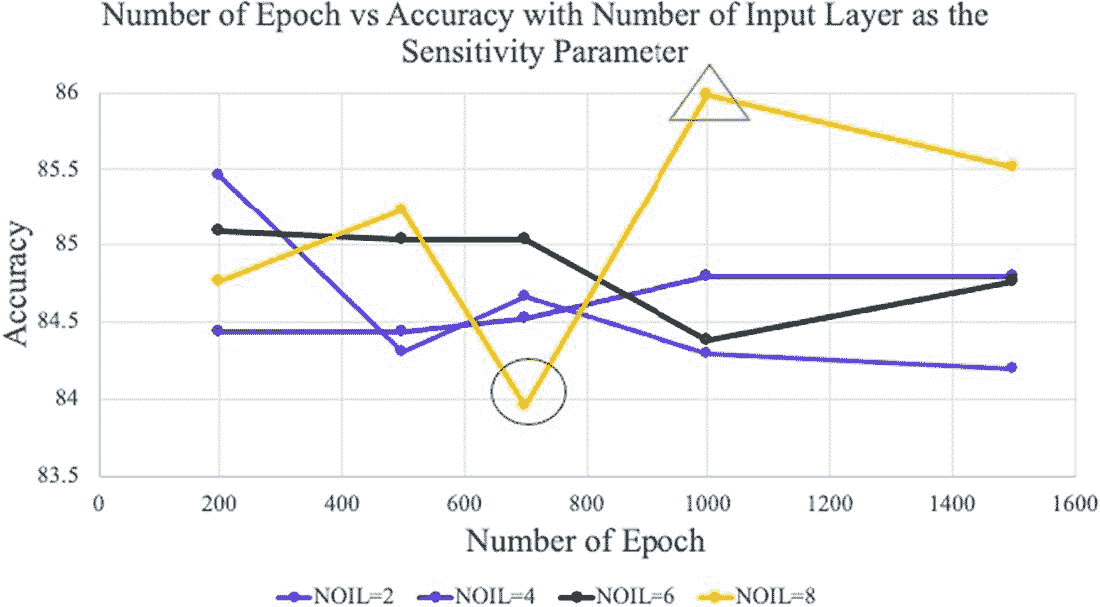 Number of Epoch vs Accuracy with Number of Input Layer as the
Sensitivity Parameter
86
85.5
85
84.5
84
83.5
Accuracy
0 200 400 600 800 1000 1200 1400 1600
Number of Epoch
NOIL=2 NOIL=4 NOIL=6 NOIL=8